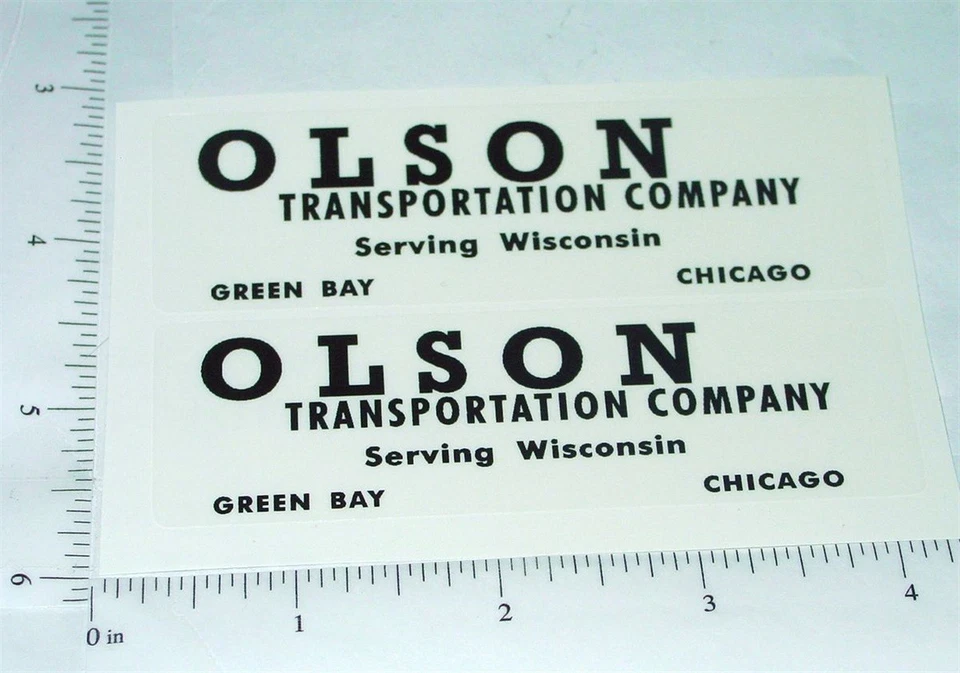 3
OLSON
TRANSPORTATION COMPANY
4
Serving Wisconsin
GREEN BAY CHICAGO
OLSON
5
TRANSPORTATION COMPANY
Serving Wisconsin
GREEN BAY CHICAGO
6
0 in 1 2 3 4